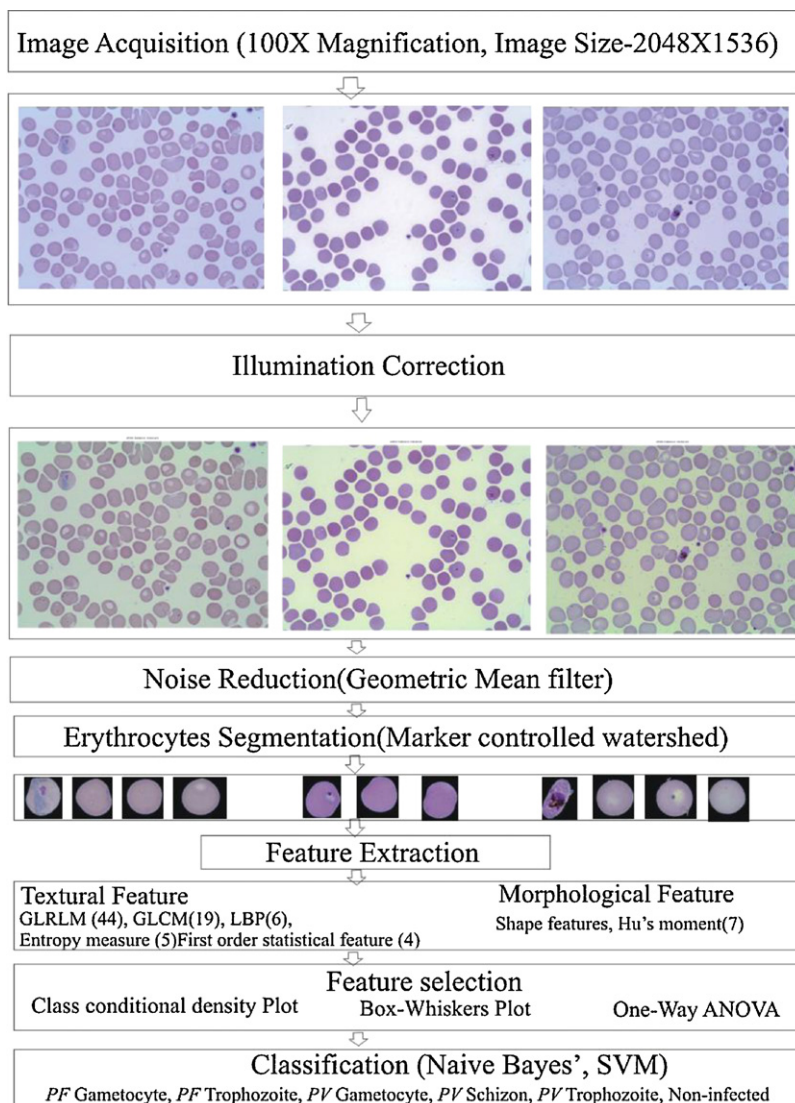 Image Acquisition (100X Magnification, Image Size-2048X1536)
Illumination Correction
Noise Reduction(Geometric Mean filter)
Erythrocytes Segmentation(Marker controlled watershed)
Feature Extraction
Textural Feature
GLRLM (44), GLCM(19), LBP(6),
Entropy measure (5)First order statistical feature (4)
Morphological Feature
Shape features, Hu's moment(7)
Feature selection
Class conditional density Plot
Box-Whiskers Plot
One-Way ANOVA
Classification (Naive Bayes', SVM)
PF Gametocyte, PF Trophozoite, PV Gametocyte, PV Schizon, PV Trophozoite, Non-infected